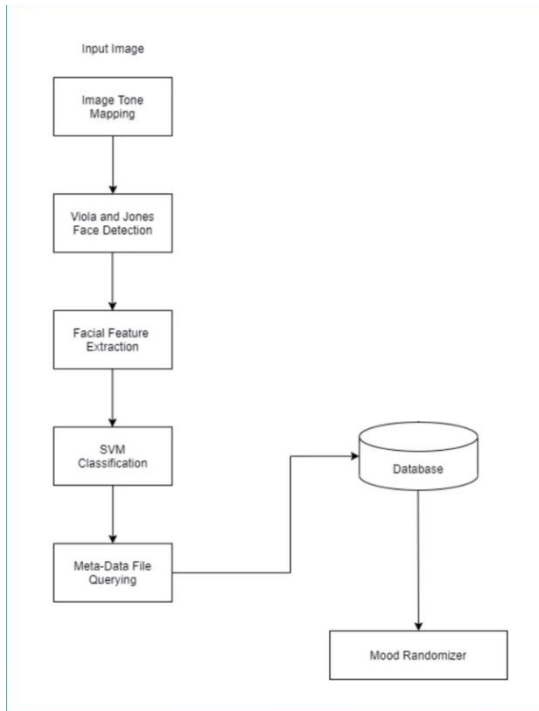 Input Image
Image Tone
Mapping
Viola and Jones
Face Detection
Facial Feature
Extraction
SVM
Classification
Meta-Data File
Querying
Database
Mood Randomizer